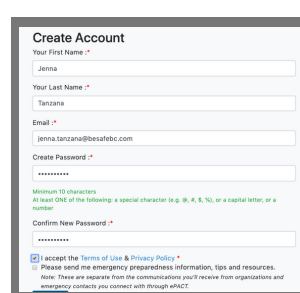 Create Account
Your First Name :*
Jenna
Your Last Name :*
Tanzana
Email :*
jenna.tanzana@besafebc.com
Create Password :*
••••••••••
Minimum 10 characters
At least ONE of the following: a special character (e.g. @, #, $, %), or a capital letter, or a
number
Confirm New Password :*
••••••••••
I accept the Terms of Use & Privacy Policy *
Please send me emergency preparedness information, tips and resources.
Note: These are separate from the communications you'll receive from organizations and
emergency contacts you connect with through ePACT.